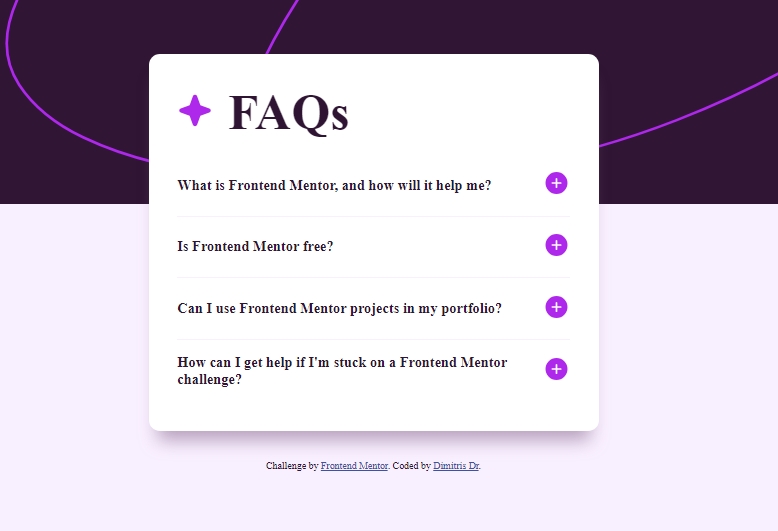 FAQs
What is Frontend Mentor, and how will it help me?
Is Frontend Mentor free?
Can I use Frontend Mentor projects in my portfolio?
How can I get help if I'm stuck on a Frontend Mentor
challenge?
Challenge by Frontend Mentor. Coded by Dimitris Dr.